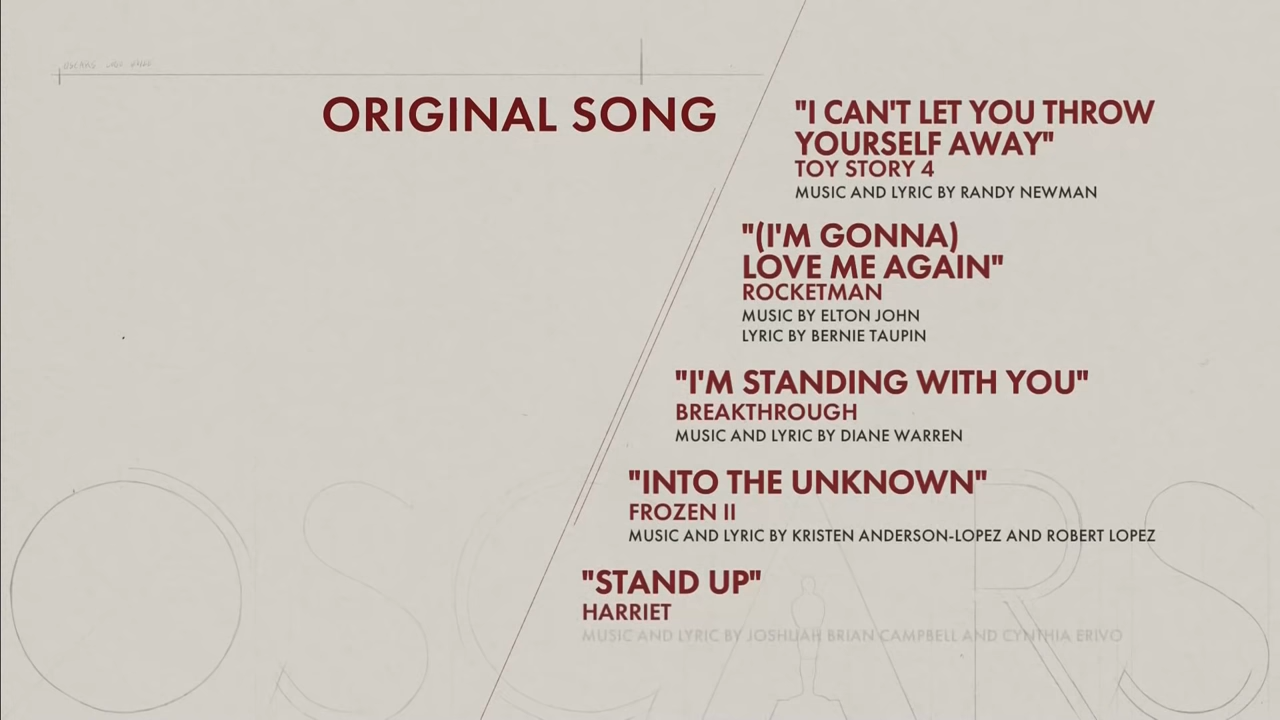 ORIGINAL SONG
"I CAN'T LET YOU THROW
YOURSELF AWAY"
TOY STORY 4
MUSIC AND LYRIC BY RANDY NEWMAN
"(I'M GONNA)
LOVE ME AGAIN"
ROCKETMAN
MUSIC BY ELTON JOHN
LYRIC BY BERNIE TAUPIN
"I'M STANDING WITH YOU"
BREAKTHROUGH
MUSIC AND LYRIC BY DIANE WARREN
"INTO THE UNKNOWN"
FROZEN II
MUSIC AND LYRIC BY KRISTEN ANDERSON-LOPEZ AND ROBERT LOPEZ
"STAND UP"
HARRIET
MUSIC AND LYRIC BY JOSHUAH BRIAN CAMPBELL AND CYNTHIA ERIVO
OSCARS